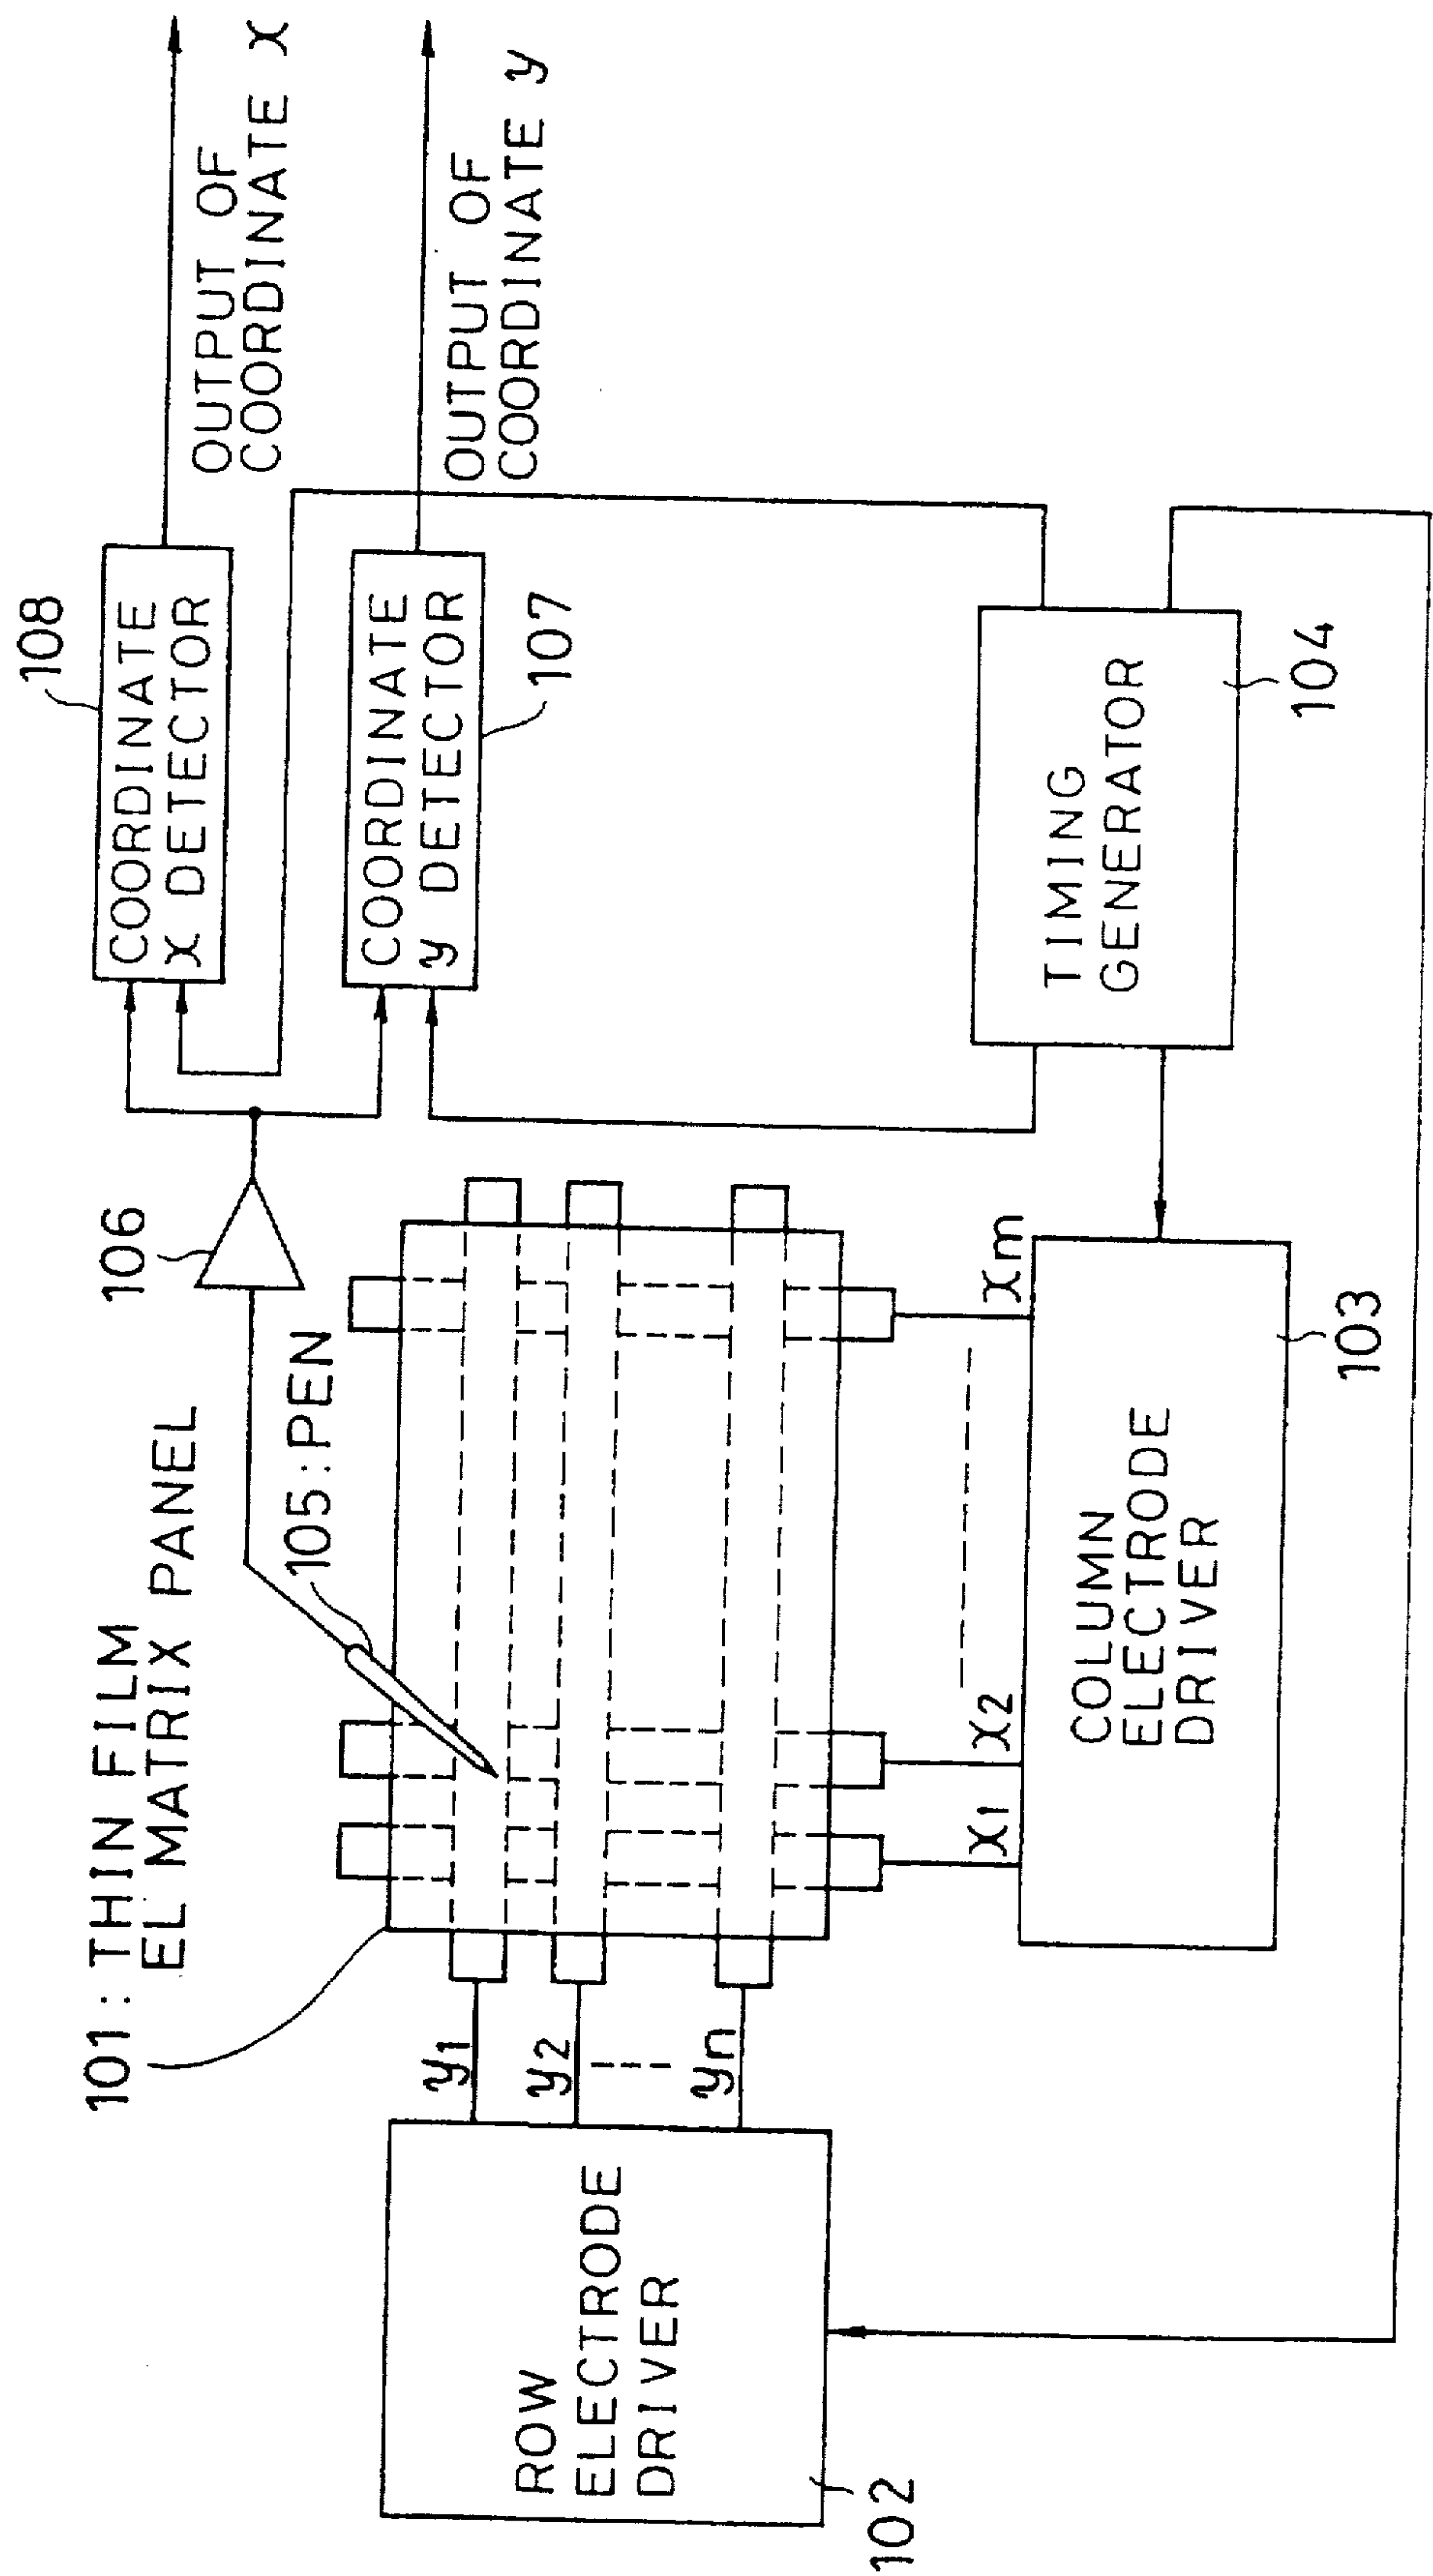 101: THIN FILM
EL MATRIX PANEL
105: PEN
106
108
COORDINATE
x DETECTOR
OUTPUT OF
COORDINATE x
COORDINATE
y DETECTOR
107
OUTPUT OF
COORDINATE y
ROW
ELECTRODE
DRIVER
102
y1
y2
yn
x1
x2
xm
COLUMN
ELECTRODE
DRIVER
103
TIMING
GENERATOR
104